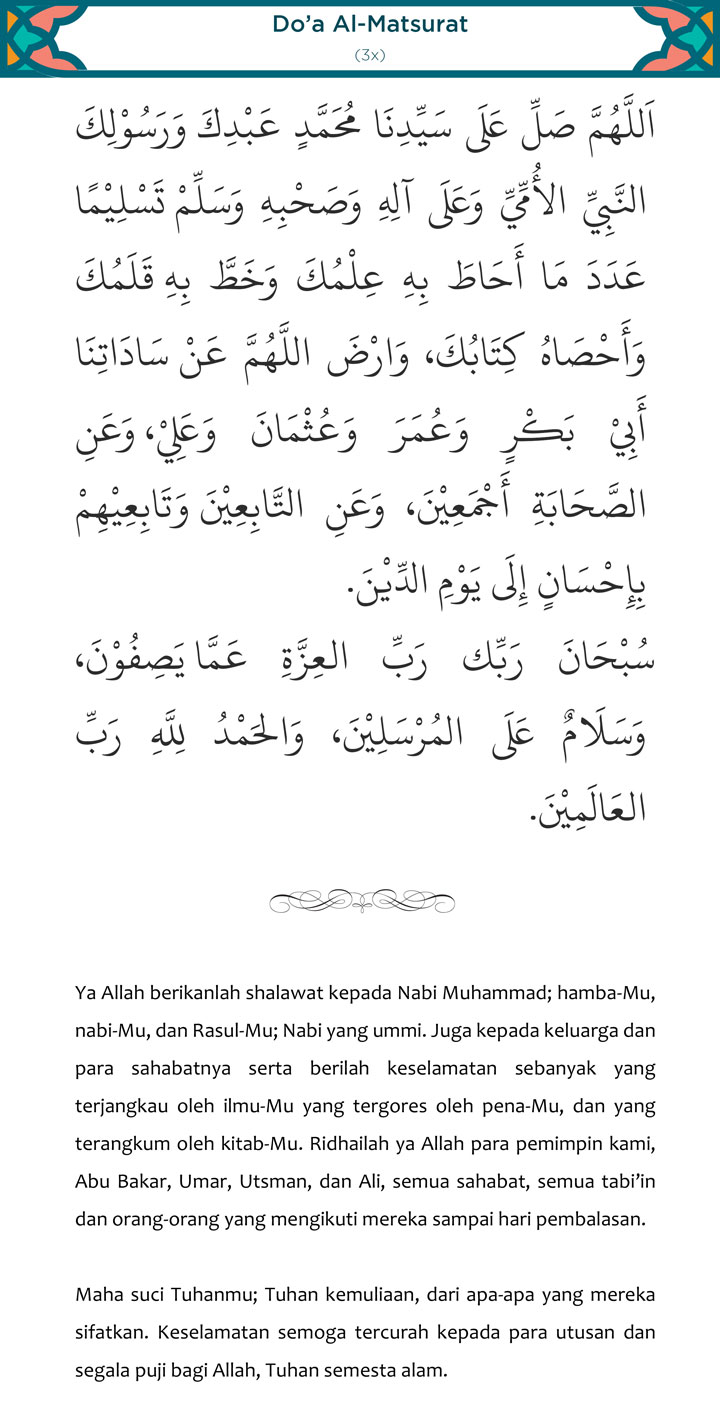 Do’a Al-Matsurat
(3x)
اَللَّهُمَّ صَلِّ عَلَى سَيِّدِنَا مُحَمَّدٍ عَبْدِكَ وَرَسُوْلِكَ
النَّبِيِّ الأُمِّيِّ وَعَلَى آلِهِ وَصَحْبِهِ وَسَلِّمْ تَسْلِيْمًا
عَدَدَ مَا أَحَاطَ بِهِ عِلْمُكَ وَخَطَّ بِهِ قَلَمُكَ
وَأَحْصَاهُ كِتَابُكَ، وَارْضَ اللَّهُمَّ عَنْ سَادَاتِنَا
أَبِيْ بَكْرٍ وَعُمَرَ وَعُثْمَانَ وَعَلِيْ، وَعَنِ
الصَّحَابَةِ أَجْمَعِيْنَ، وَعَنِ التَّابِعِيْنَ وَتَابِعِيْهِمْ
بِإِحْسَانٍ إِلَى يَوْمِ الدِّيْنَ.
سُبْحَانَ رَبِّك رَبِّ العِزَّةِ عَمَّا يَصِفُوْنَ،
وَسَلَامٌ عَلَى المُرْسَلِيْنَ، وَالحَمْدُ لِلَّهِ رَبِّ
العَالَمِيْنَ.
Ya Allah berikanlah shalawat kepada Nabi Muhammad; hamba-Mu,
nabi-Mu, dan Rasul-Mu; Nabi yang ummi. Juga kepada keluarga dan
para sahabatnya serta berilah keselamatan sebanyak yang
terjangkau oleh ilmu-Mu yang tergores oleh pena-Mu, dan yang
terangkum oleh kitab-Mu. Ridhailah ya Allah para pemimpin kami,
Abu Bakar, Umar, Utsman, dan Ali, semua sahabat, semua tabi’in
dan orang-orang yang mengikuti mereka sampai hari pembalasan.
Maha suci Tuhanmu; Tuhan kemuliaan, dari apa-apa yang mereka
sifatkan. Keselamatan semoga tercurah kepada para utusan dan
segala puji bagi Allah, Tuhan semesta alam.